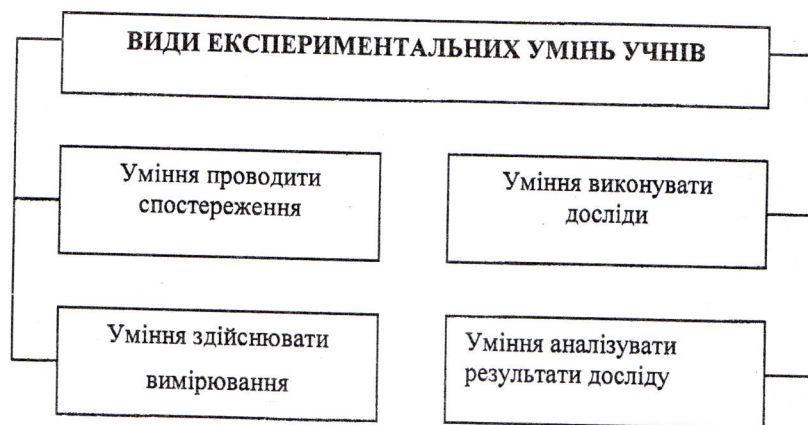 ВИДИ ЕКСПЕРИМЕНТАЛЬНИХ УМІНЬ УЧНІВ
Уміння проводити
спостереження
Уміння виконувати
досліди
Уміння здійснювати
вимірювання
Уміння аналізувати
результати досліду